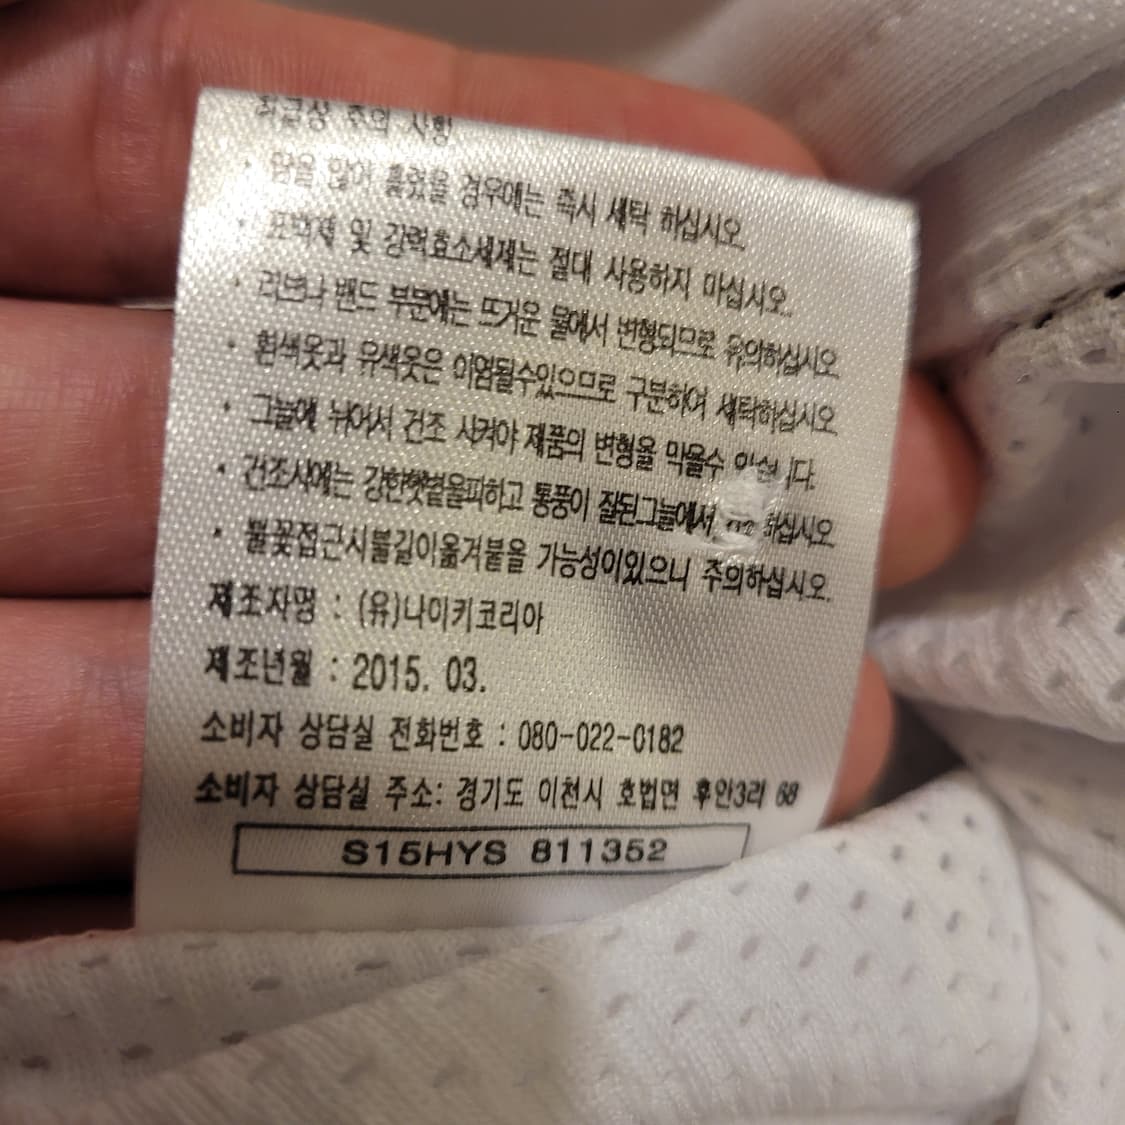 취급상 주의 사항
· 땀을 많이 흘렸을 경우에는 즉시 세탁 하십시오.
· 표백제 및 강력효소세제는 절대 사용하지 마십시오.
· 리브나 밴드 부문에는 뜨거운 물에서 변형되므로 유의하십시오
· 흰색옷과 유색옷은 이염될수있으므로 구분하여 세탁하십시오
· 그늘에 뉘어서 건조 시켜야 제품의 변형을 막을수 있습니다.
· 건조시에는 강한햇볕을피하고 통풍이 잘된그늘에서 하십시오
· 불꽃접근시불길이옮겨붙을 가능성이있으니 주의하십시오.
제조자명 : (유)나이키코리아
제조년월 : 2015. 03.
소비자 상담실 전화번호 : 080-022-0182
소비자 상담실 주소: 경기도 이천시 호법면 후안3리 68
S15HYS 811352